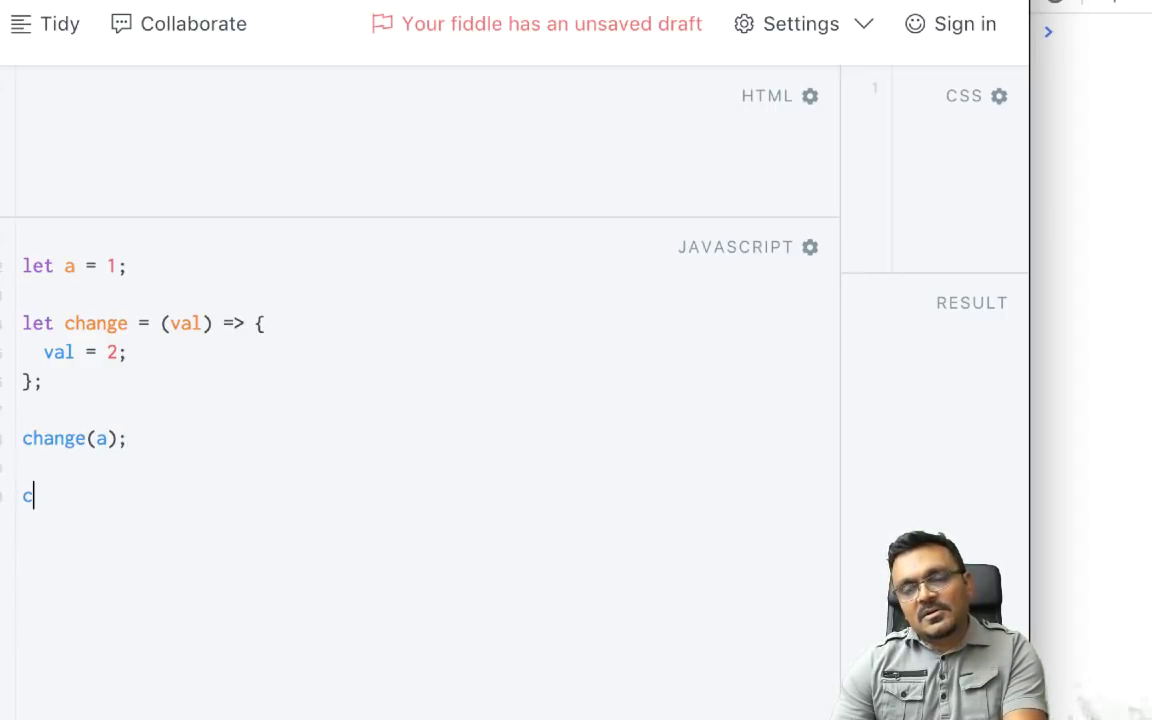 Tidy Collaborate Your fiddle has an unsaved draft Settings Sign in
HTML
1 CSS
JAVASCRIPT
let a = 1;
let change = (val) => {
val = 2;
};
change(a);
c
RESULT